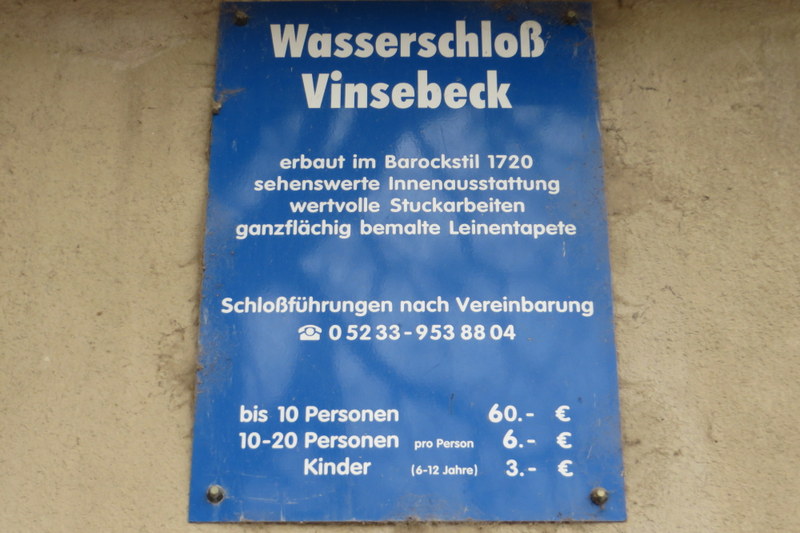 Wasserschloß
Vinsebeck
erbaut im Barockstil 1720
sehenswerte Innenausstattung
wertvolle Stuckarbeiten
ganzflächig bemalte Leinentapete
Schloßführungen nach Vereinbarung
☎ 0 52 33 - 953 88 04
bis 10 Personen 60.- €
10-20 Personen pro Person 6.- €
Kinder (6-12 Jahre) 3.- €